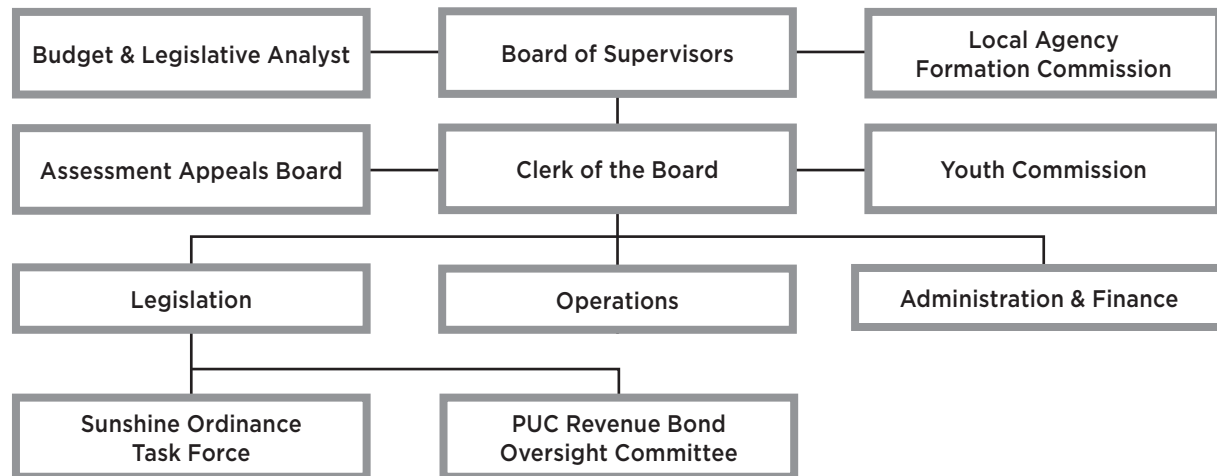 Budget & Legislative Analyst
Board of Supervisors
Local Agency
Formation Commission
Assessment Appeals Board
Clerk of the Board
Youth Commission
Legislation
Operations
Administration & Finance
Sunshine Ordinance
Task Force
PUC Revenue Bond
Oversight Committee